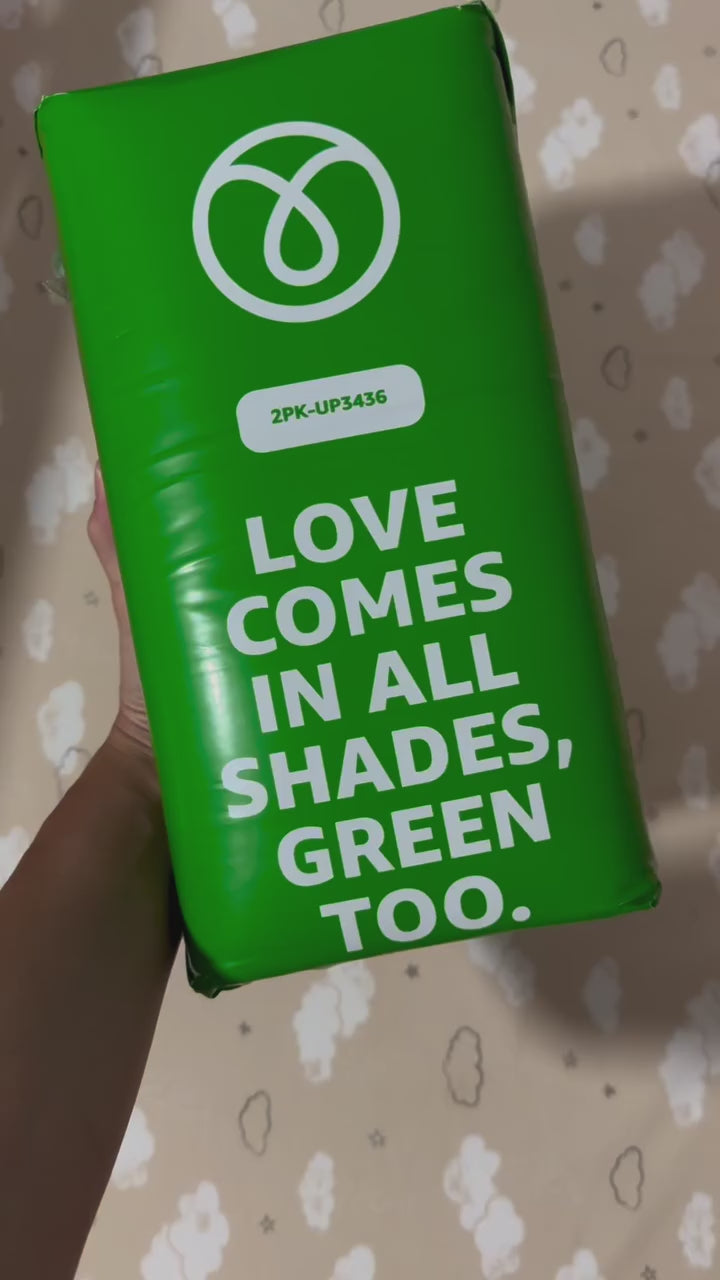 2PK-UP3436
LOVE
COMES
IN ALL
SHADES,
GREEN
TOO.